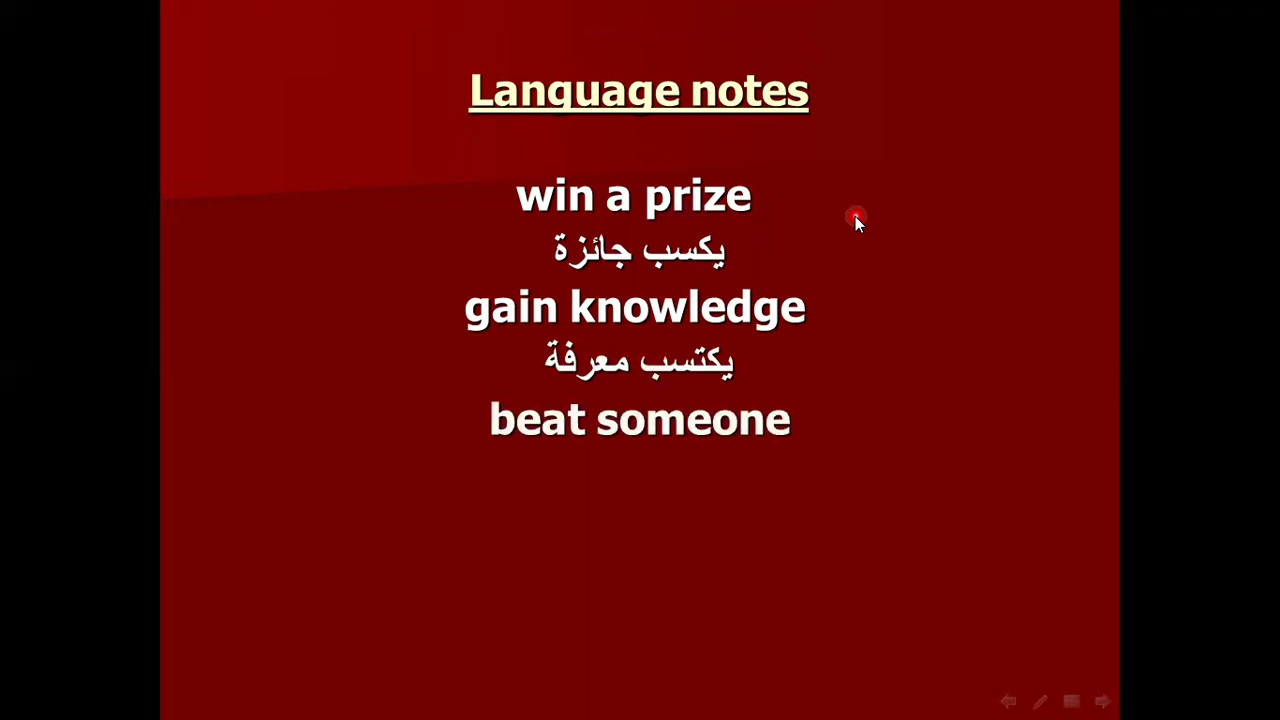 Language notes
win a prize
يكسب جائزة
gain knowledge
يكتسب معرفة
beat someone